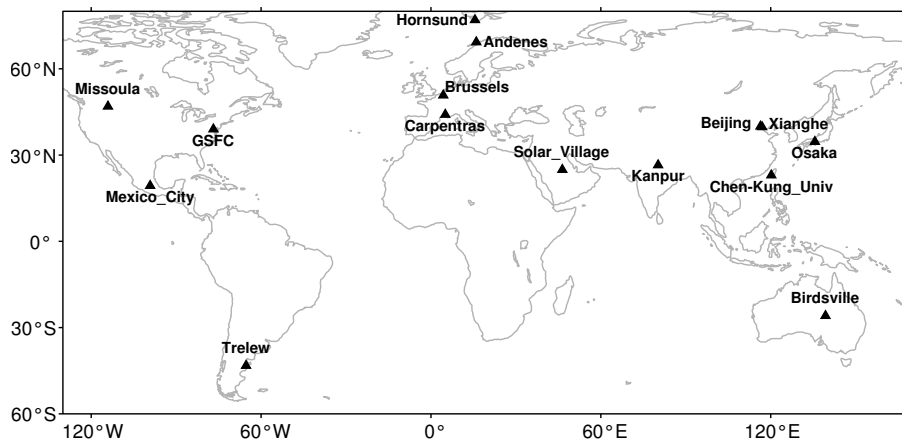 Hornsund
Andenes
60°N
Missoula
Brussels
GSFC
Carpentras
Beijing
Xianghe
30°N
Solar_Village
Osaka
Kanpur
Mexico_City
Chen-Kung_Univ
0°
Birdsville
30°S
Trelew
60°S
120°W
60°W
0°
60°E
120°E